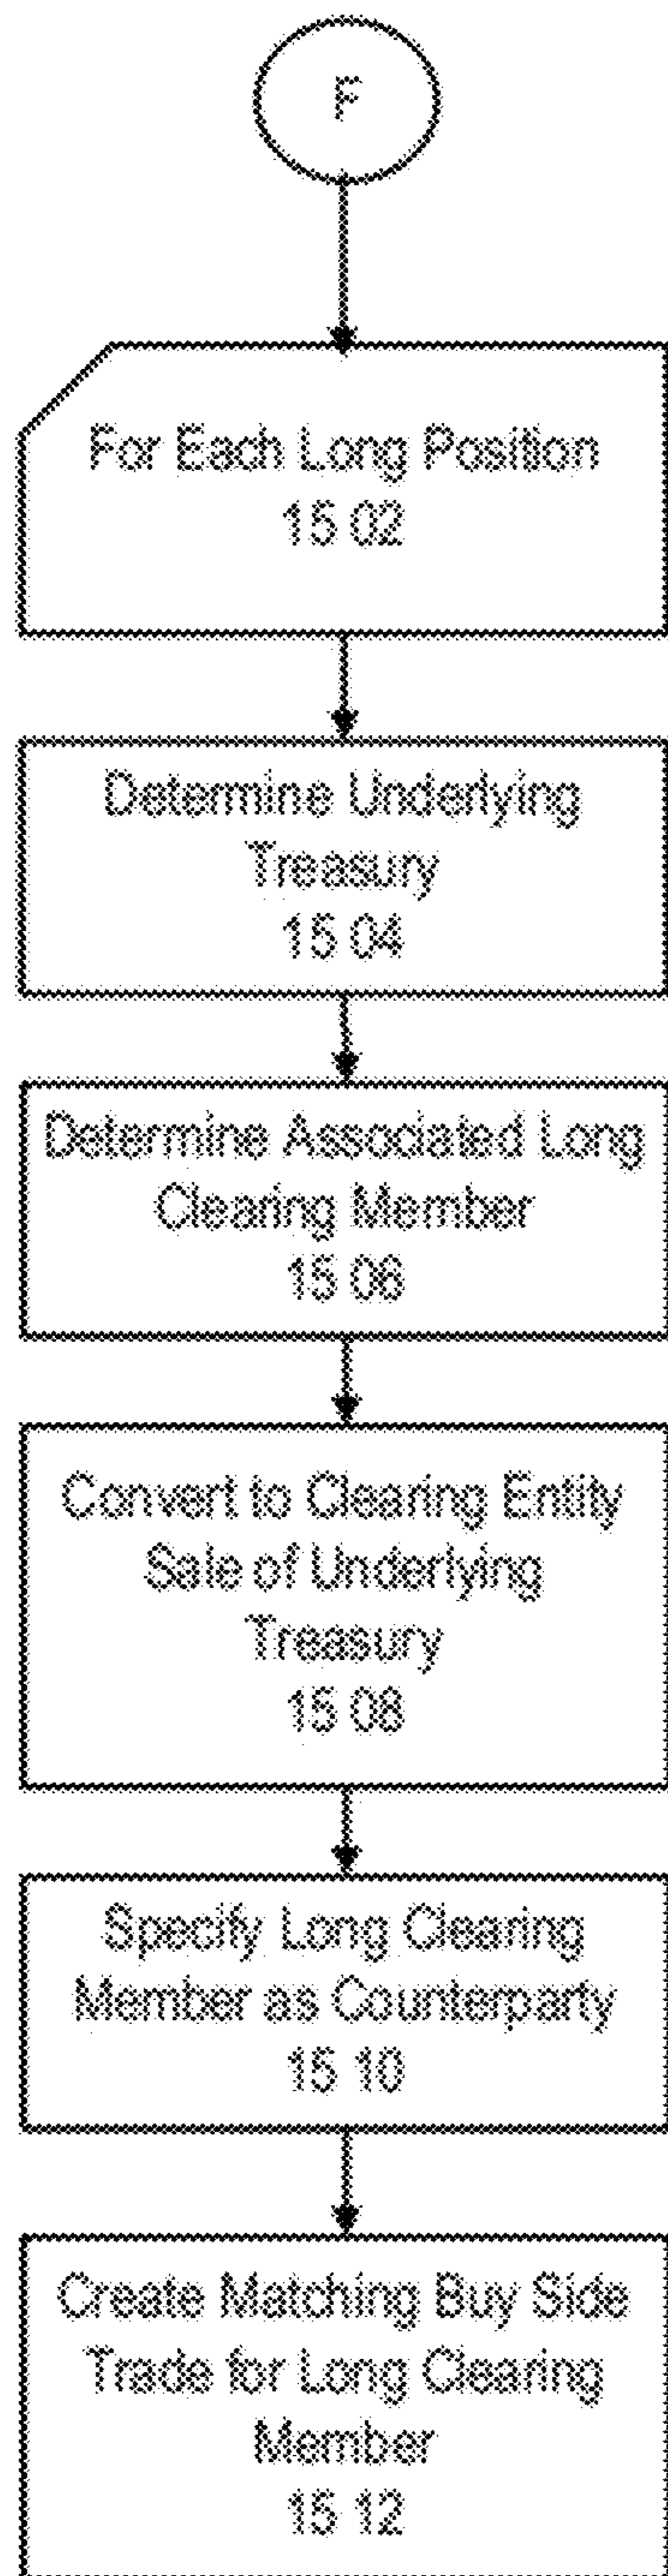 F
For Each Long Position
15 02
Determine Underlying
Treasury
15 04
Determine Associated Long
Clearing Member
15 06
Convert to Clearing Entity
Sale of Underlying
Treasury
15 08
Specify Long Clearing
Member as Counterparty
15 10
Create Matching Buy Side
Trade for Long Clearing
Member
15 12